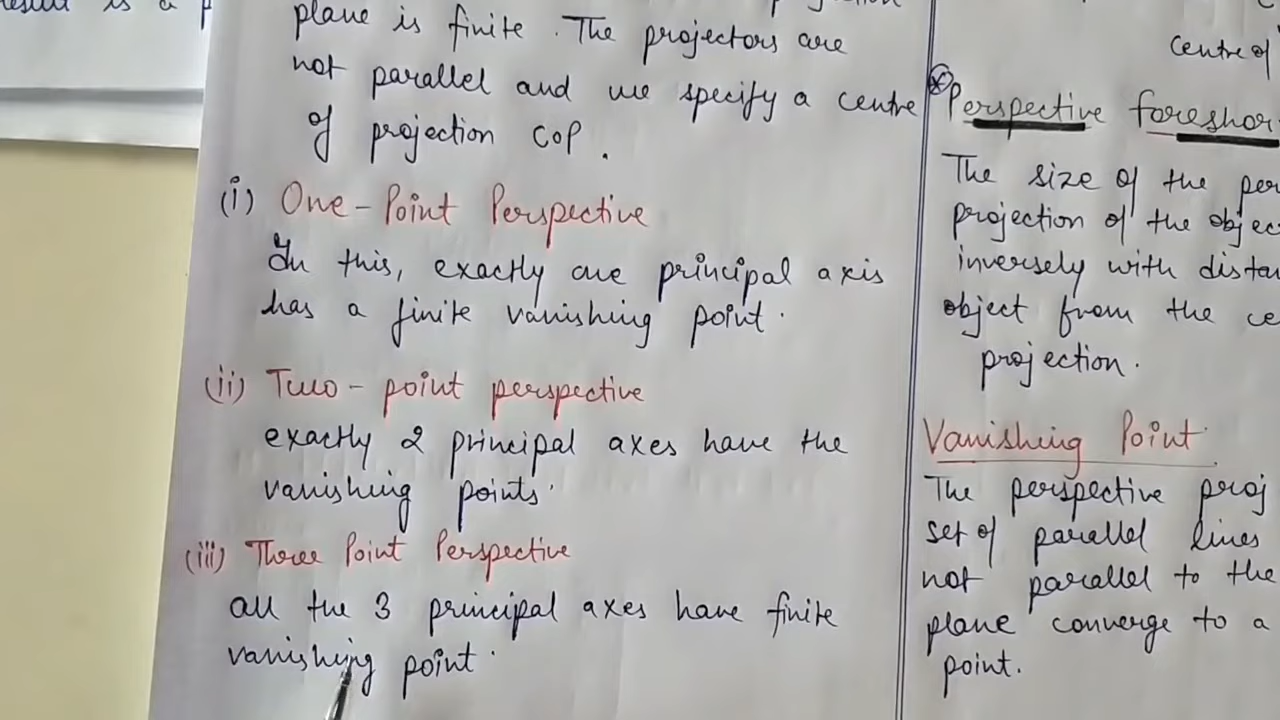 is a
plane is finite. The projectors are
not parallel and we specify a centre
of projection COP.
(i) One-Point Perspective
In this, exactly one principal axis
has a finite vanishing point.
(ii) Two-point perspective
exactly 2 principal axes have the
vanishing points.
(iii) Three Point Perspective
all the 3 principal axes have finite
vanishing point.
centre of
Perspective foreshor
The size of the per
projection of the objec
inversely with distan
object from the ce
projection.
Vanishing Point
The perspective proj
set of parallel lines
not parallel to the
plane converge to a
point.